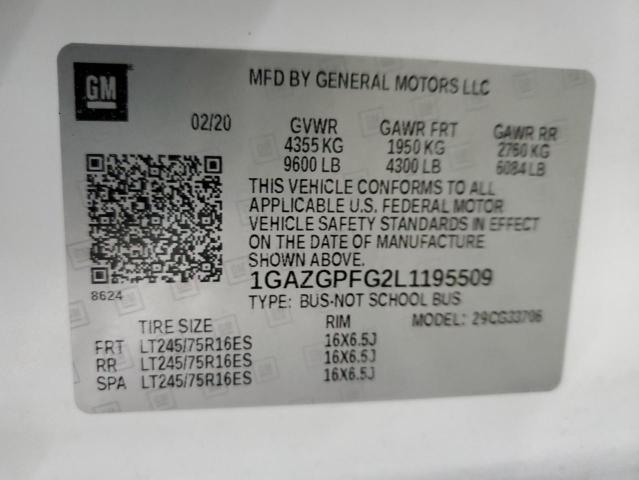 GM
MFD BY GENERAL MOTORS LLC
02/20 GVWR GAWR FRT GAWR RR
4355 KG 1950 KG 2760 KG
9600 LB 4300 LB 6084 LB
THIS VEHICLE CONFORMS TO ALL
APPLICABLE U.S. FEDERAL MOTOR
VEHICLE SAFETY STANDARDS IN EFFECT
ON THE DATE OF MANUFACTURE
SHOWN ABOVE.
8624 1GAZGPFG2L1195509
TYPE: BUS-NOT SCHOOL BUS
MODEL: 29CG33706
TIRE SIZE RIM
FRT LT245/75R16ES 16X6.5J
RR LT245/75R16ES 16X6.5J
SPA LT245/75R16ES 16X6.5J